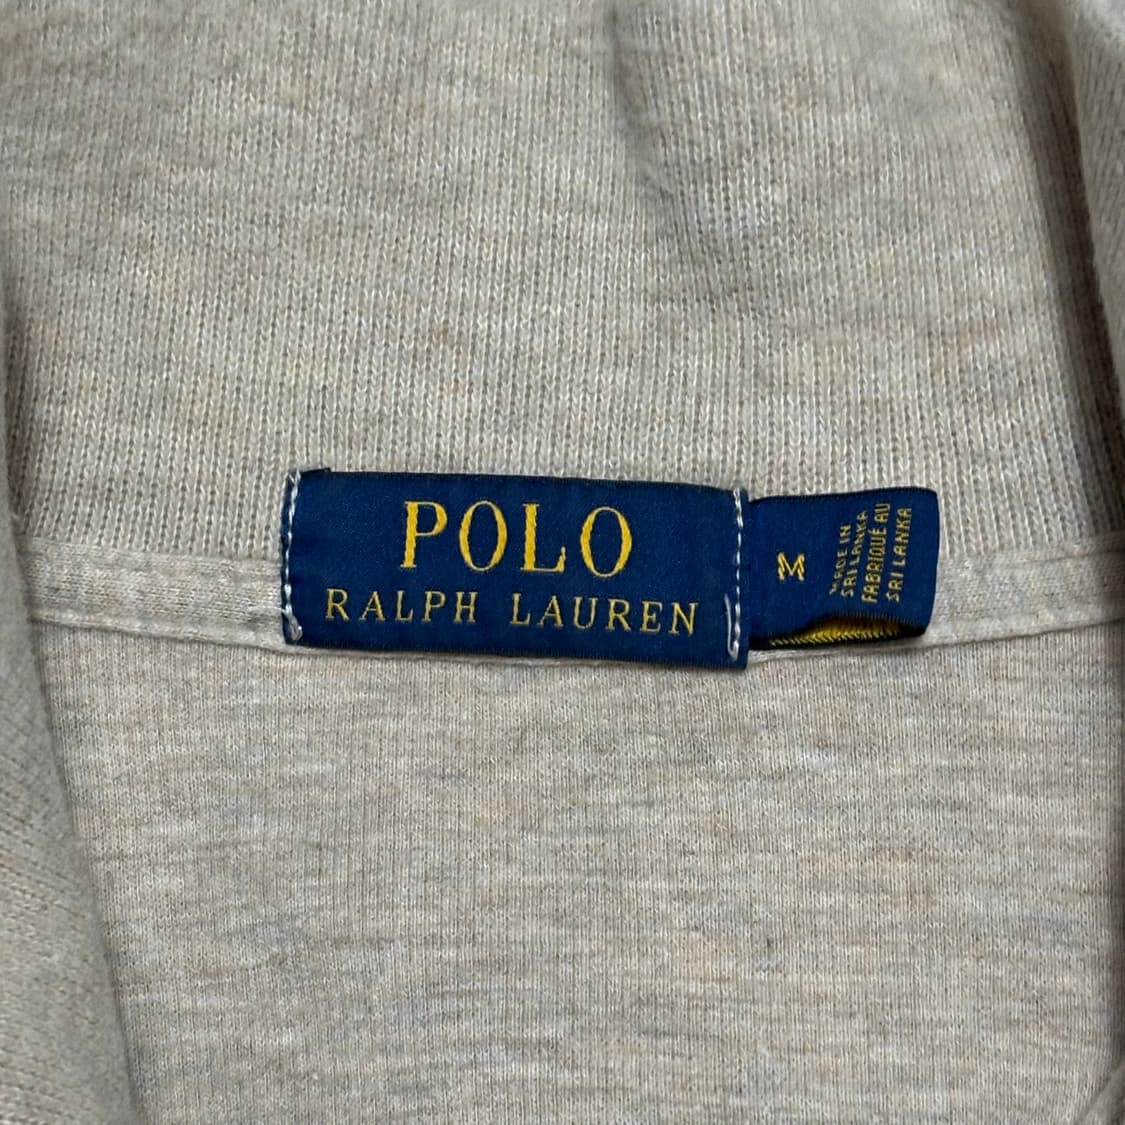 POLO
RALPH LAUREN
M
MADE IN
SRI LANKA
FABRIQUÉ AU
SRI LANKA